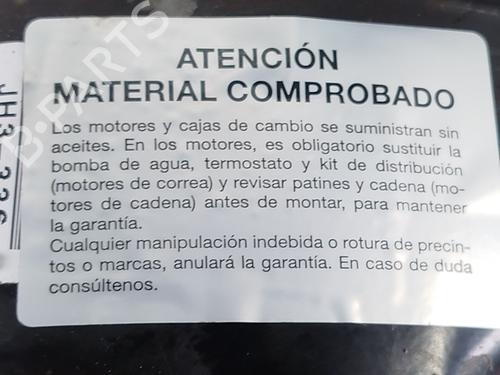 ATENCIÓN
MATERIAL COMPROBADO
Los motores y cajas de cambio se suministran sin
aceites. En los motores, es obligatorio sustituir la
bomba de agua, termostato y kit de distribución
(motores de correa) y revisar patines y cadena (mo-
tores de cadena) antes de montar, para mantener
la garantía.
Cualquier manipulación indebida o rotura de precin-
tos o marcas, anulará la garantía. En caso de duda
consúltenos.
B-PARTS
JH3